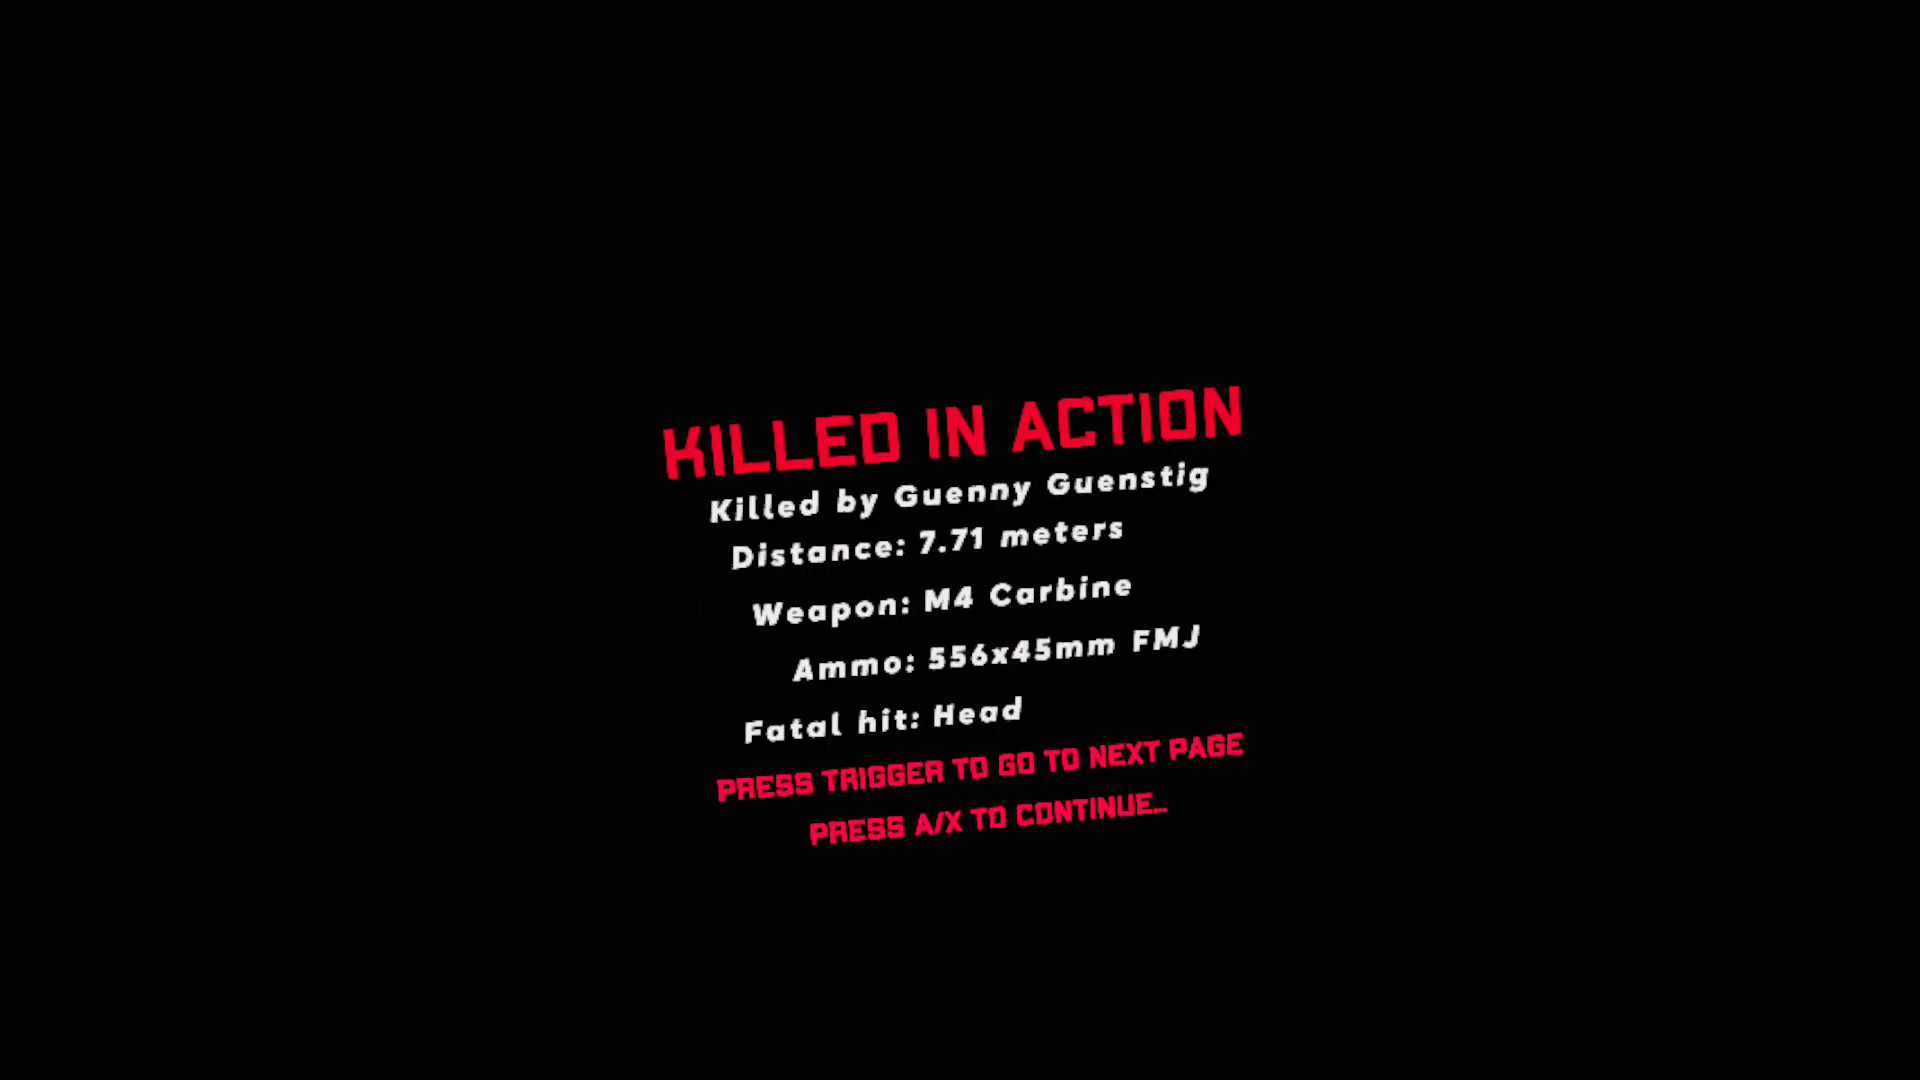 KILLED IN ACTION
Killed by Guenny Guenstig
Distance: 7.71 meters
Weapon: M4 Carbine
Ammo: 556x45mm FMJ
Fatal hit: Head
PRESS TRIGGER TO GO TO NEXT PAGE
PRESS A/X TO CONTINUE...